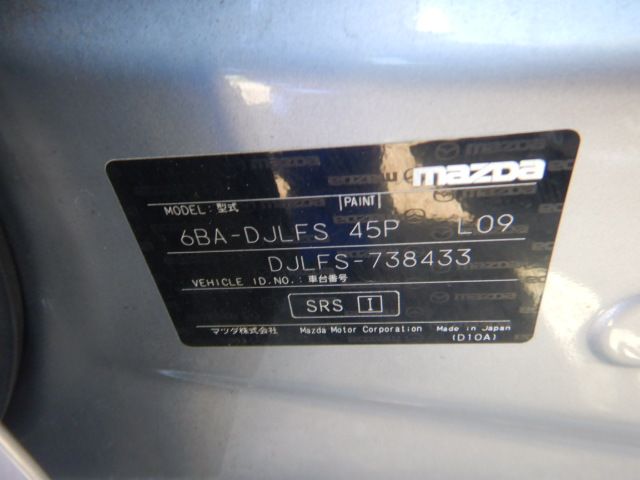 mazda
MODEL: 型式 PAINT
6BA-DJLFS 45P L09
DJLFS-738433
VEHICLE ID.NO.: 車台番号
SRS I
マツダ株式会社 Mazda Motor Corporation Made in Japan
(D10A)